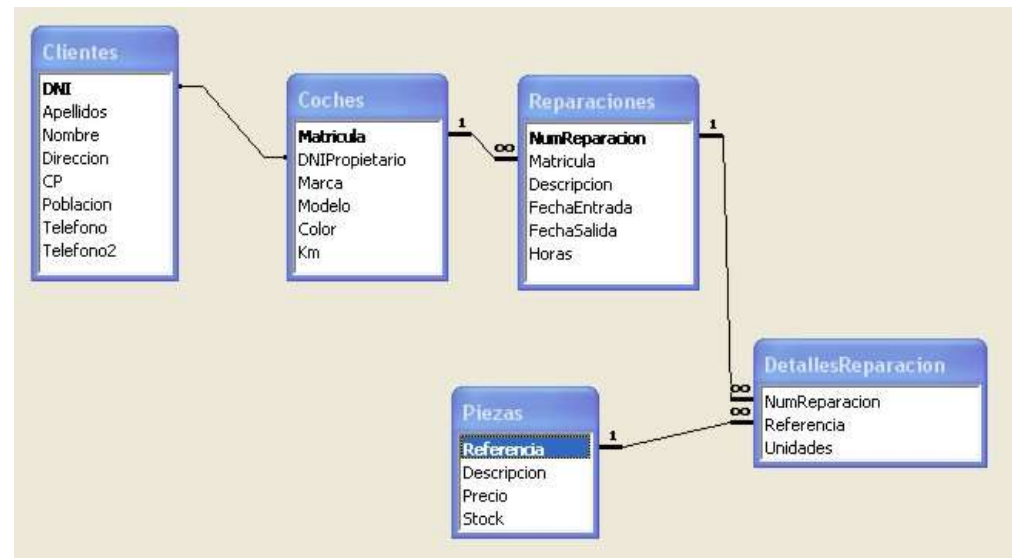 Clientes
DNI
Apellidos
Nombre
Direccion
CP
Poblacion
Telefono
Telefono2
Coches
Matricula
DNIPropietario
Marca
Modelo
Color
Km
1
∞
Reparaciones
NumReparacion
Matricula
Descripcion
FechaEntrada
FechaSalida
Horas
1
∞
∞
DetallesReparacion
NumReparacion
Referencia
Unidades
Piezas
Referencia
Descripcion
Precio
Stock
1